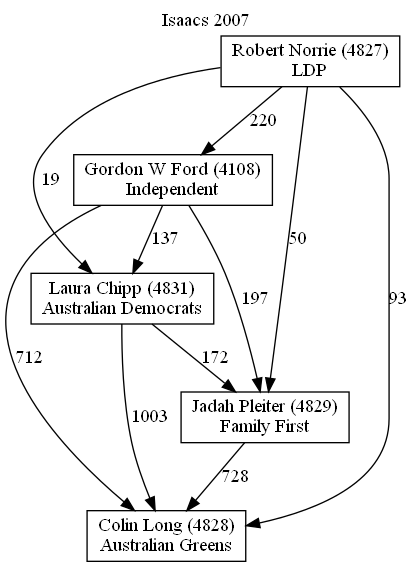 Isaacs 2007
Robert Norrie (4827)
LDP
220
Gordon W Ford (4108)
Independent
19
137
50
197
93
Laura Chipp (4831)
Australian Democrats
712
1003
172
Jadah Pleiter (4829)
Family First
728
Colin Long (4828)
Australian Greens